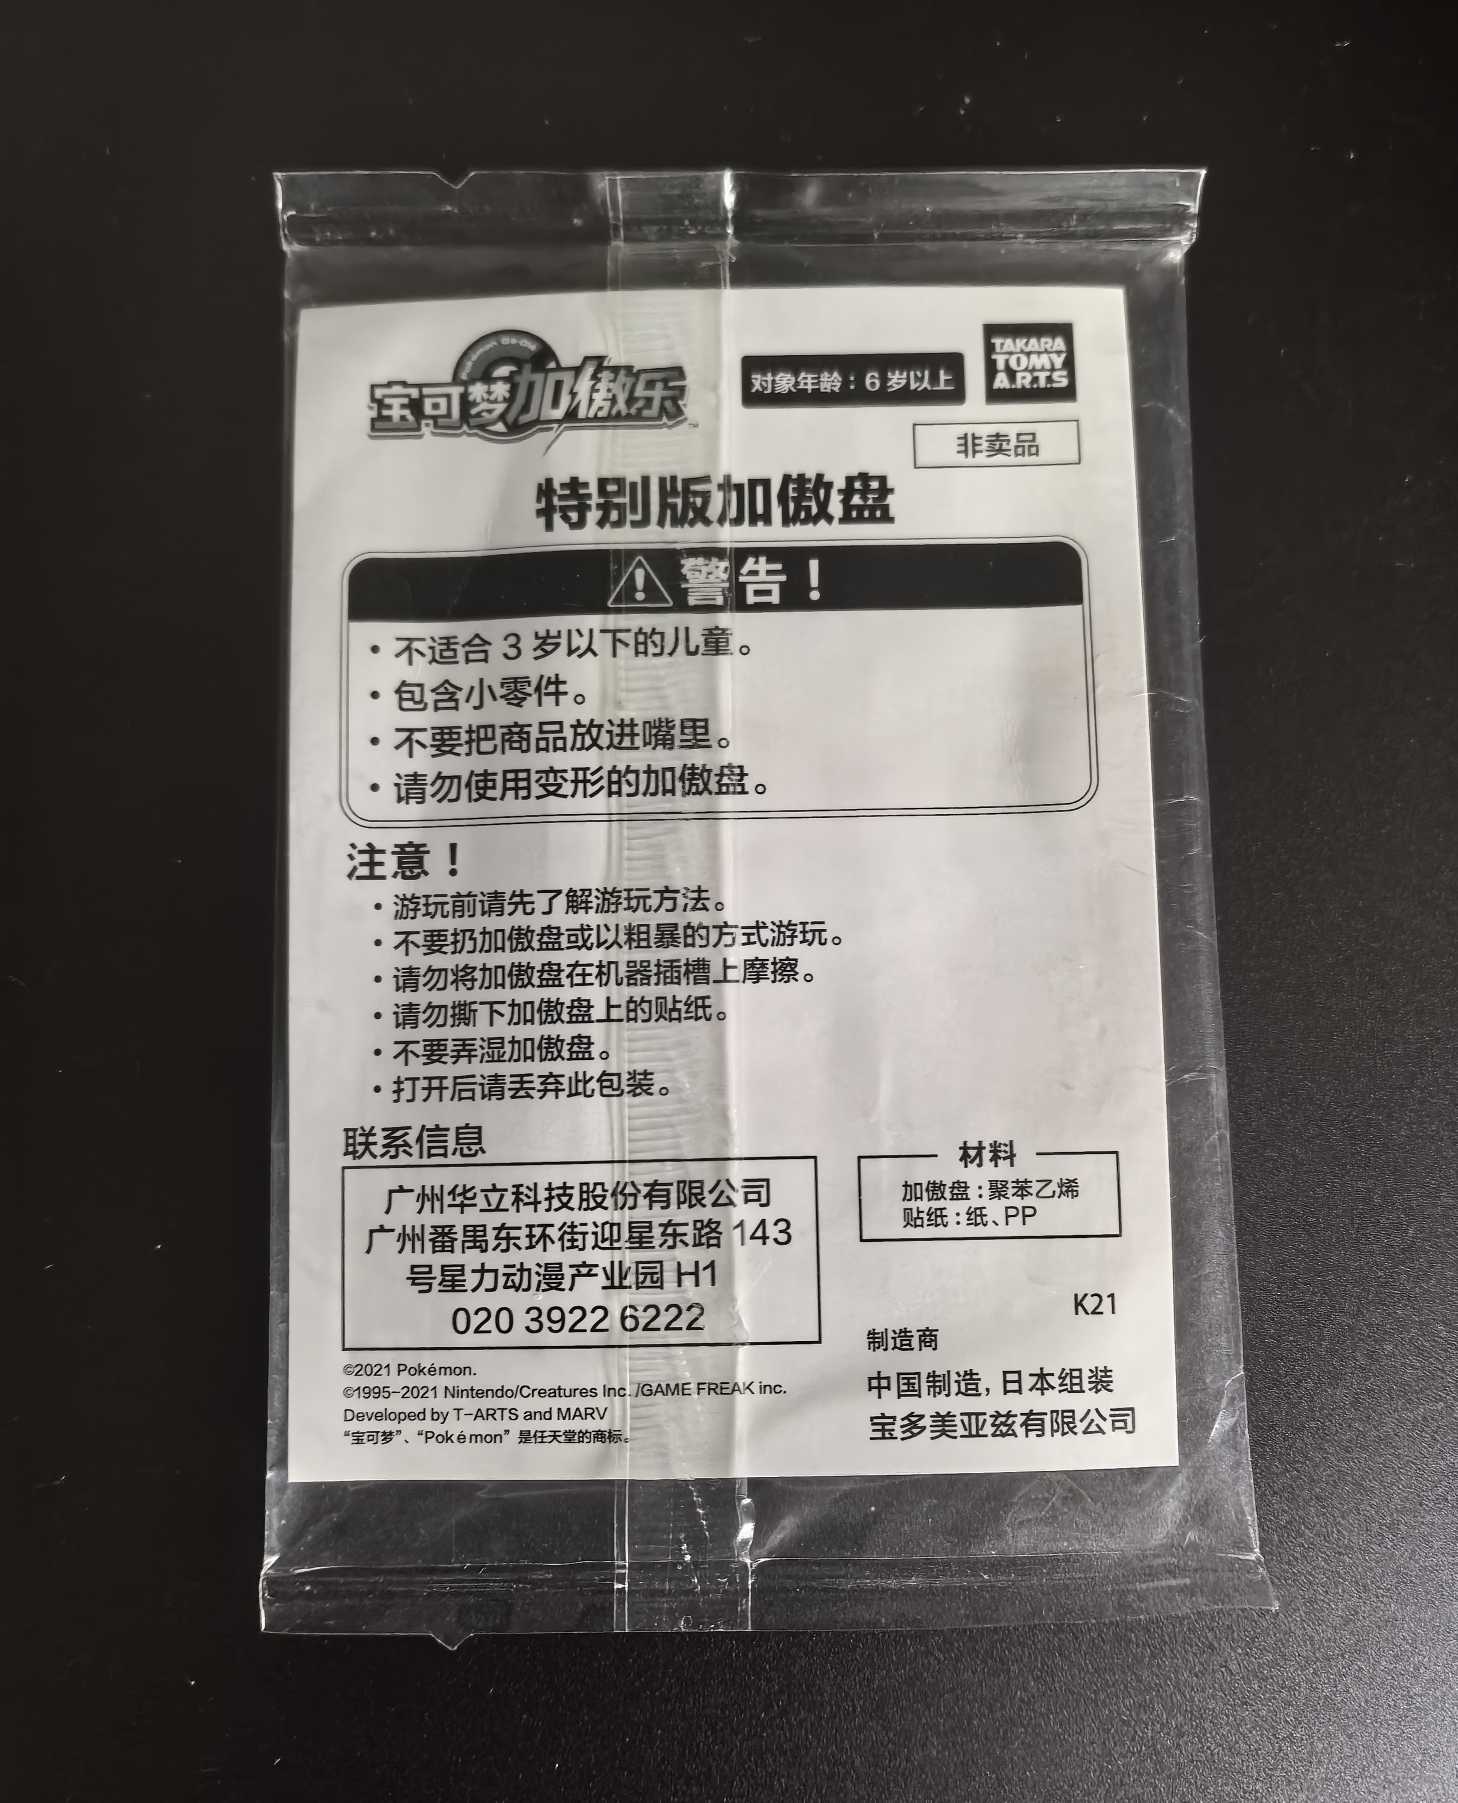 宝可梦加傲乐
TM
对象年龄：6 岁以上
TAKARA
TOMY
A.R.T.S
非卖品
特别版加傲盘
警告！
・不适合 3 岁以下的儿童。
・包含小零件。
・不要把商品放进嘴里。
・请勿使用变形的加傲盘。
注意！
・游玩前请先了解游玩方法。
・不要扔加傲盘或以粗暴的方式游玩。
・请勿将加傲盘在机器插槽上摩擦。
・请勿撕下加傲盘上的贴纸。
・不要弄湿加傲盘。
・打开后请丢弃此包装。
联系信息
广州华立科技股份有限公司
广州番禺东环街迎星东路 143
号星力动漫产业园 H1
020 3922 6222
材料
加傲盘：聚苯乙烯
贴纸：纸、PP
K21
制造商
中国制造，日本组装
宝多美亚兹有限公司
©2021 Pokémon.
©1995-2021 Nintendo/Creatures Inc. /GAME FREAK inc.
Developed by T-ARTS and MARV
“宝可梦”、“Pokémon” 是任天堂的商标。